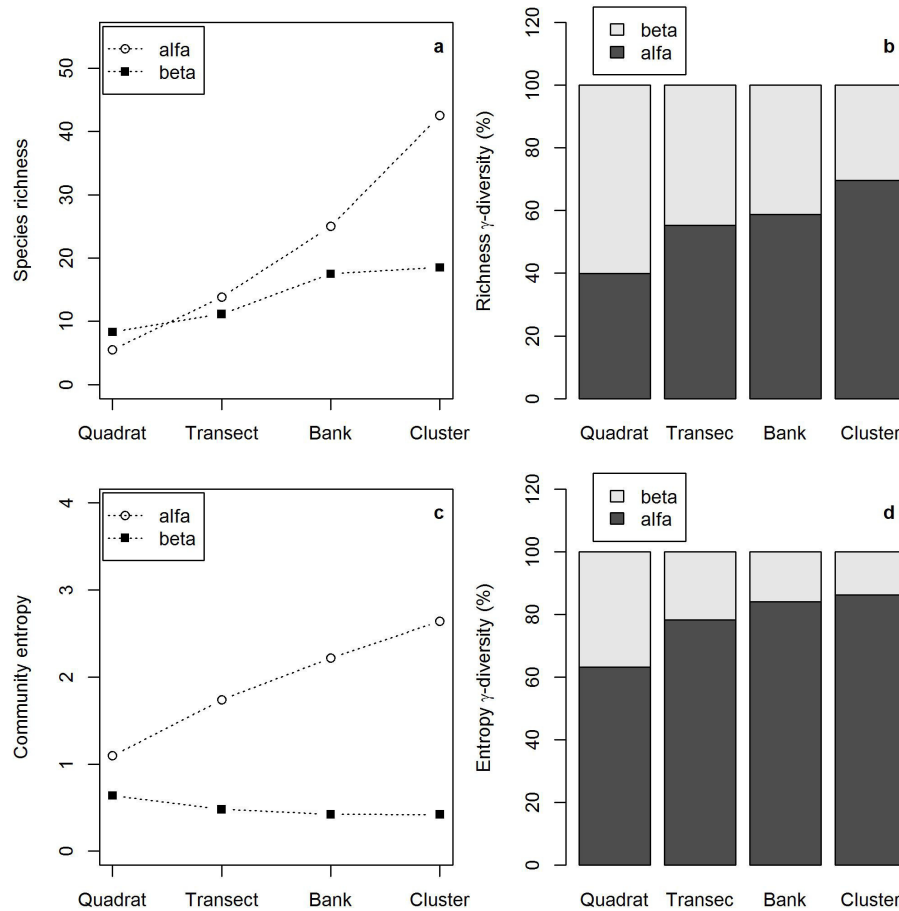 a
alfa
beta
Species richness
0
10
20
30
40
50
Quadrat Transect Bank Cluster
b
beta
alfa
Richness γ-diversity (%)
0
20
40
60
80
100
120
Quadrat Transec Bank Cluster
c
alfa
beta
Community entropy
0
1
2
3
4
Quadrat Transect Bank Cluster
d
beta
alfa
Entropy γ-diversity (%)
0
20
40
60
80
100
120
Quadrat Transec Bank Cluster